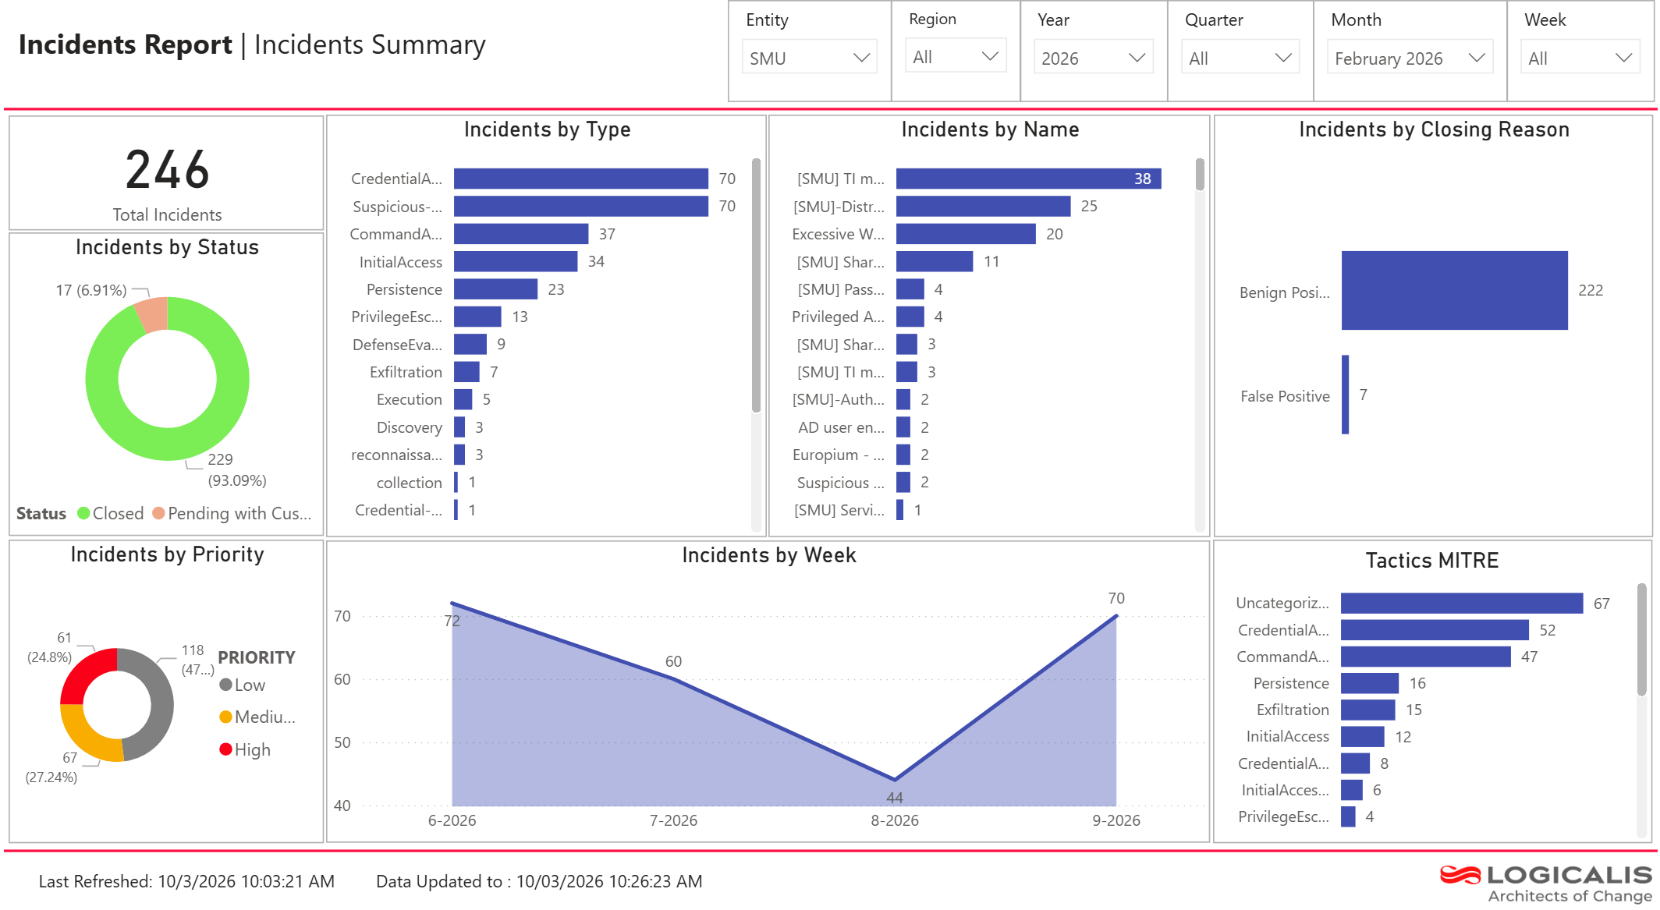 Incidents Report | Incidents Summary
Entity
SMU
Region
All
Year
2026
Quarter
All
Month
February 2026
Week
All
246
Total Incidents
Incidents by Status
17 (6.91%)
229
(93.09%)
Status Closed Pending with Cus...
Incidents by Type
CredentialA... 70
Suspicious-... 70
CommandA... 37
InitialAccess 34
Persistence 23
PrivilegeEsc... 13
DefenseEva... 9
Exfiltration 7
Execution 5
Discovery 3
reconnaissa... 3
collection 1
Credential-... 1
Incidents by Name
[SMU] TI m... 38
[SMU]-Distr... 25
Excessive W... 20
[SMU] Shar... 11
[SMU] Pass... 4
Privileged A... 4
[SMU] Shar... 3
[SMU] TI m... 3
[SMU]-Auth... 2
AD user en... 2
Europium - ... 2
Suspicious ... 2
[SMU] Servi... 1
Incidents by Closing Reason
Benign Posi... 222
False Positive 7
Incidents by Priority
61
(24.8%)
118
(47...)
67
(27.24%)
PRIORITY
Low
Mediu...
High
Incidents by Week
70
60
50
40
72
60
44
70
6-2026 7-2026 8-2026 9-2026
Tactics MITRE
Uncategoriz... 67
CredentialA... 52
CommandA... 47
Persistence 16
Exfiltration 15
InitialAccess 12
CredentialA... 8
InitialAcces... 6
PrivilegeEsc... 4
Last Refreshed: 10/3/2026 10:03:21 AM
Data Updated to : 10/03/2026 10:26:23 AM
LOGICALIS
Architects of Change